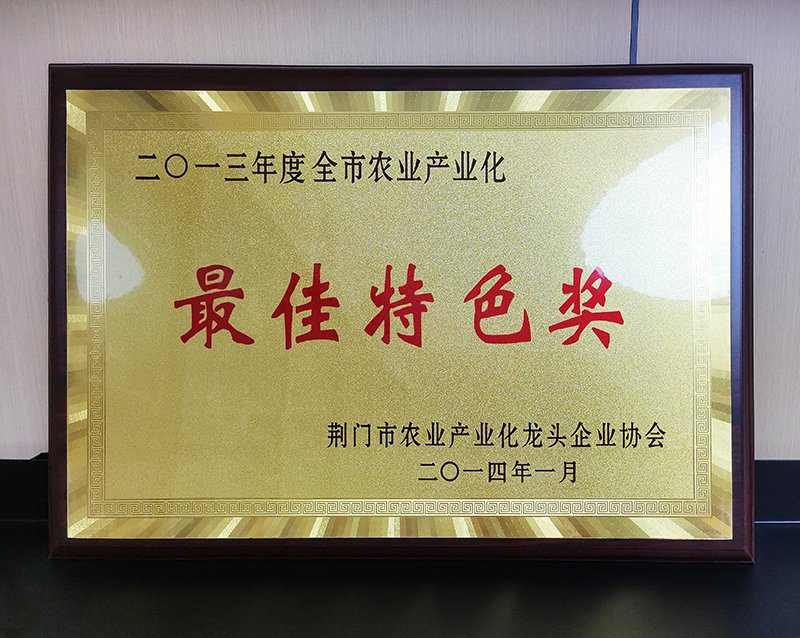 二〇一三年度全市农业产业化
最佳特色奖
荆门市农业产业化龙头企业协会
二〇一四年一月